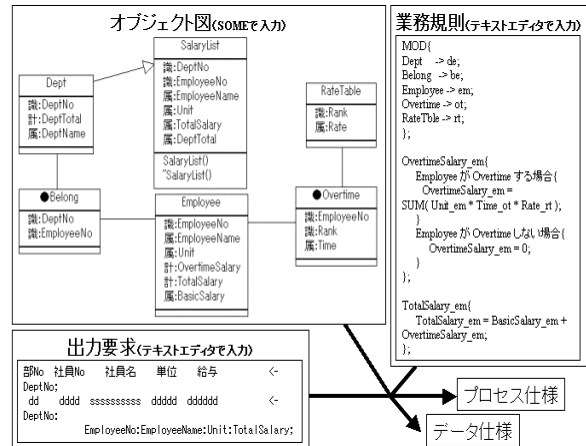 オブジェクト図(SOMEで入力)
SalaryList
識:DeptNo
識:EmployeeNo
属:EmployeeName
属:Unit
属:TotalSalary
属:DeptTotal
SalaryList()
~SalaryList()
Dept
識:DeptNo
計:DeptTotal
属:DeptName
RateTable
識:Rank
属:Rate
●Belong
識:DeptNo
識:EmployeeNo
Employee
識:EmployeeNo
属:EmployeeName
属:Unit
計:OvertimeSalary
計:TotalSalary
属:BasicSalary
●Overtime
識:EmployeeNo
識:Rank
属:Time
業務規則(テキストエディタで入力)
MOD{
Dept -> de;
Belong -> be;
Employee -> em;
Overtime -> ot;
RateTble -> rt;
};
OvertimeSalary_em{
Employee が Overtime する場合{
OvertimeSalary_em =
SUM( Unit_em * Time_ot * Rate_rt );
}
Employee が Overtime しない場合{
OvertimeSalary_em = 0;
}
};
TotalSalary_em{
TotalSalary_em = BasicSalary_em +
OvertimeSalary_em;
};
出力要求(テキストエディタで入力)
部No 社員No 社員名 単位 給与 <-
DeptNo;
dd dddd ssssssssss ddddd dddddd <-
DeptNo:
EmployeeNo:EmployeeName:Unit:TotalSalary;
プロセス仕様
データ仕様